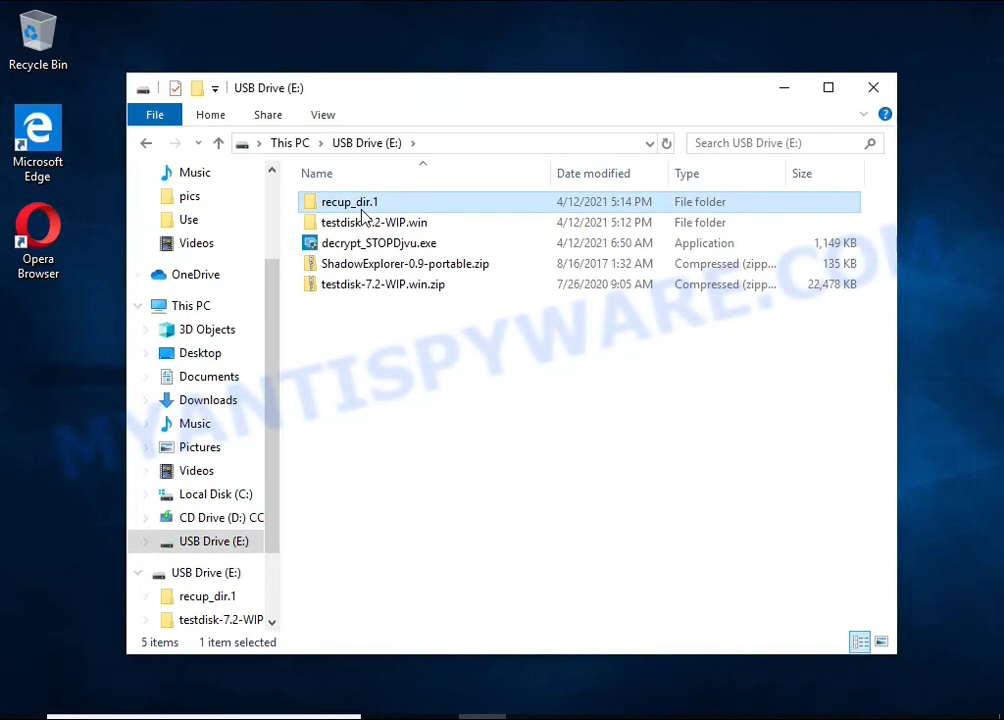 Recycle Bin
Microsoft
Edge
Opera
Browser
USB Drive (E:)
File Home Share View
This PC USB Drive (E:) Search USB Drive (E:)
Name Date modified Type Size
recup_dir.1 4/12/2021 5:14 PM File folder
testdisk-7.2-WIP.win 4/12/2021 5:12 PM File folder
decrypt_STOPDjvu.exe 4/12/2021 6:50 AM Application 1,149 KB
ShadowExplorer-0.9-portable.zip 8/16/2017 1:32 AM Compressed (zipp... 135 KB
testdisk-7.2-WIP.win.zip 7/26/2020 9:05 AM Compressed (zipp... 22,478 KB
Music
pics
Use
Videos
OneDrive
This PC
3D Objects
Desktop
Documents
Downloads
Music
Pictures
Videos
Local Disk (C:)
CD Drive (D:) CC
USB Drive (E:)
USB Drive (E:)
recup_dir.1
testdisk-7.2-WIP
5 items 1 item selected
MYANTISPYWARE.COM